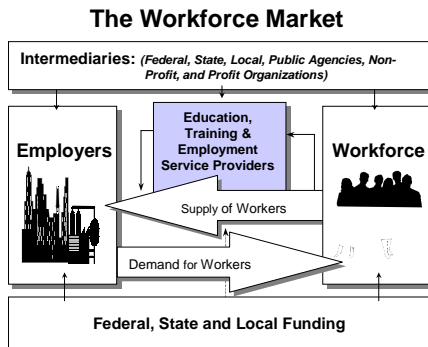 The Workforce Market
Intermediaries: (Federal, State, Local, Public Agencies, Non-
Profit, and Profit Organizations)
Education,
Training &
Employment
Service Providers
Employers
Workforce
Supply of Workers
Demand for Workers
Federal, State and Local Funding